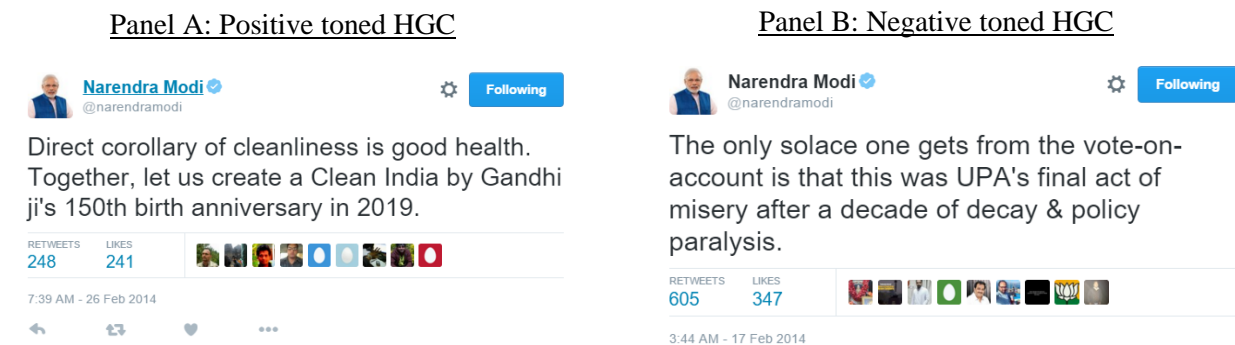 Panel A: Positive toned HGC
Narendra Modi
@narendramodi
Following
Direct corollary of cleanliness is good health.
Together, let us create a Clean India by Gandhi
ji's 150th birth anniversary in 2019.
RETWEETS LIKES
248 241
7:39 AM - 26 Feb 2014
Panel B: Negative toned HGC
Narendra Modi
@narendramodi
Following
The only solace one gets from the vote-on-
account is that this was UPA's final act of
misery after a decade of decay & policy
paralysis.
RETWEETS LIKES
605 347
3:44 AM - 17 Feb 2014